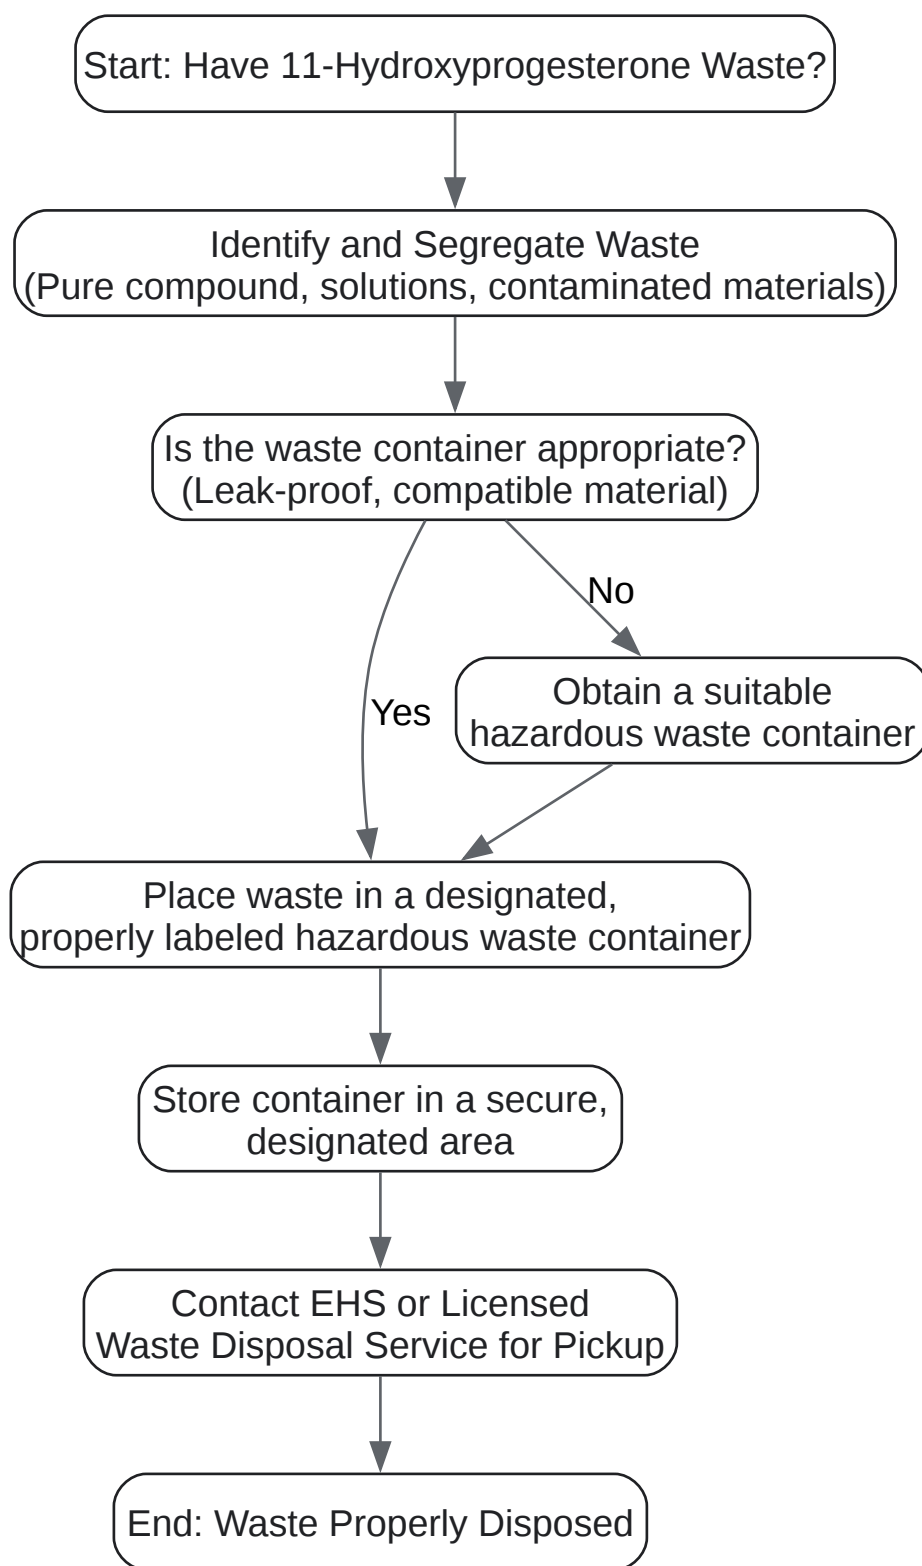 Start: Have 11-Hydroxyprogesterone Waste?
Identify and Segregate Waste
(Pure compound, solutions, contaminated materials)
Is the waste container appropriate?
(Leak-proof, compatible material)
No
Obtain a suitable
hazardous waste container
Yes
Place waste in a designated,
properly labeled hazardous waste container
Store container in a secure,
designated area
Contact EHS or Licensed
Waste Disposal Service for Pickup
End: Waste Properly Disposed